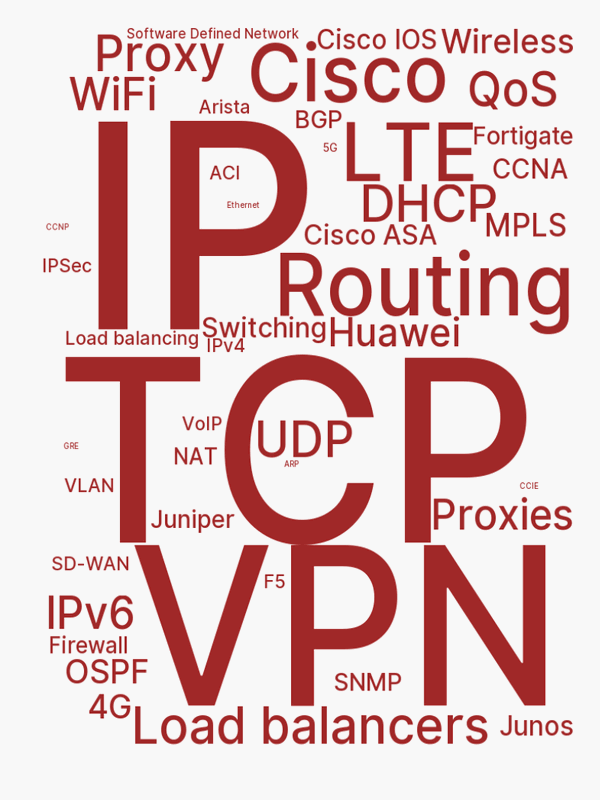 Software Defined Network
Proxy
Cisco IOS
Wireless
Cisco
WiFi
QoS
Arista
BGP
IP
LTE
Fortigate
5G
CCNA
ACI
DHCP
Ethernet
MPLS
CCNP
Cisco ASA
IPSec
Routing
Switching
Huawei
Load balancing
IPv4
TCP
VoIP
UDP
GRE
NAT
ARP
VLAN
CCIE
Juniper
Proxies
SD-WAN
VPN
F5
IPv6
Firewall
OSPF
SNMP
4G
Load balancers
Junos